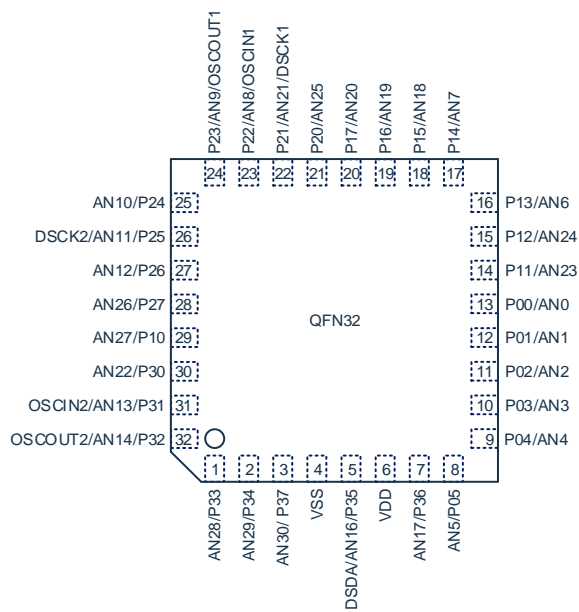 P23/AN9/OSCOUT1
P22/AN8/OSCIN1
P21/AN21/DSCK1
P20/AN25
P17/AN20
P16/AN19
P15/AN18
P14/AN7
24
23
22
21
20
19
18
17
AN10/P24
25
DSCK2/AN11/P25
26
AN12/P26
27
AN26/P27
28
AN27/P10
29
AN22/P30
30
OSCIN2/AN13/P31
31
OSCOUT2/AN14/P32
32
QFN32
16
P13/AN6
15
P12/AN24
14
P11/AN23
13
P00/AN0
12
P01/AN1
11
P02/AN2
10
P03/AN3
9
P04/AN4
1
2
3
4
5
6
7
8
AN28/P33
AN29/P34
AN30/ P37
VSS
DSDA/AN16/P35
VDD
AN17/P36
AN5/P05